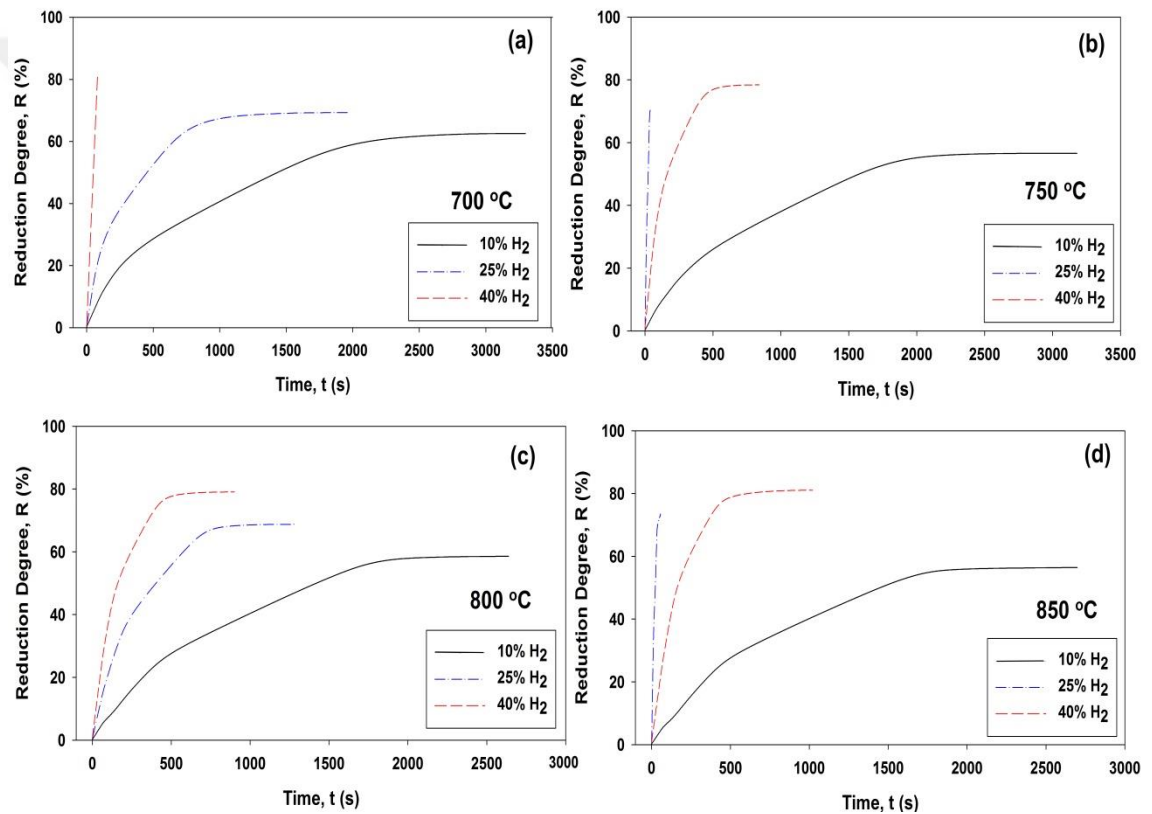 (a)
Reduction Degree, R (%)
100
80
60
40
20
0
700 °C
10% H2
25% H2
40% H2
0 500 1000 1500 2000 2500 3000 3500
Time, t (s)
(b)
Reduction Degree, R (%)
100
80
60
40
20
0
750 °C
10% H2
25% H2
40% H2
0 500 1000 1500 2000 2500 3000 3500
Time, t (s)
(c)
Reduction Degree, R (%)
100
80
60
40
20
0
800 °C
10% H2
25% H2
40% H2
0 500 1000 1500 2000 2500 3000
Time, t (s)
(d)
Reduction Degree, R (%)
100
80
60
40
20
0
850 °C
10% H2
25% H2
40% H2
0 500 1000 1500 2000 2500 3000
Time, t (s)